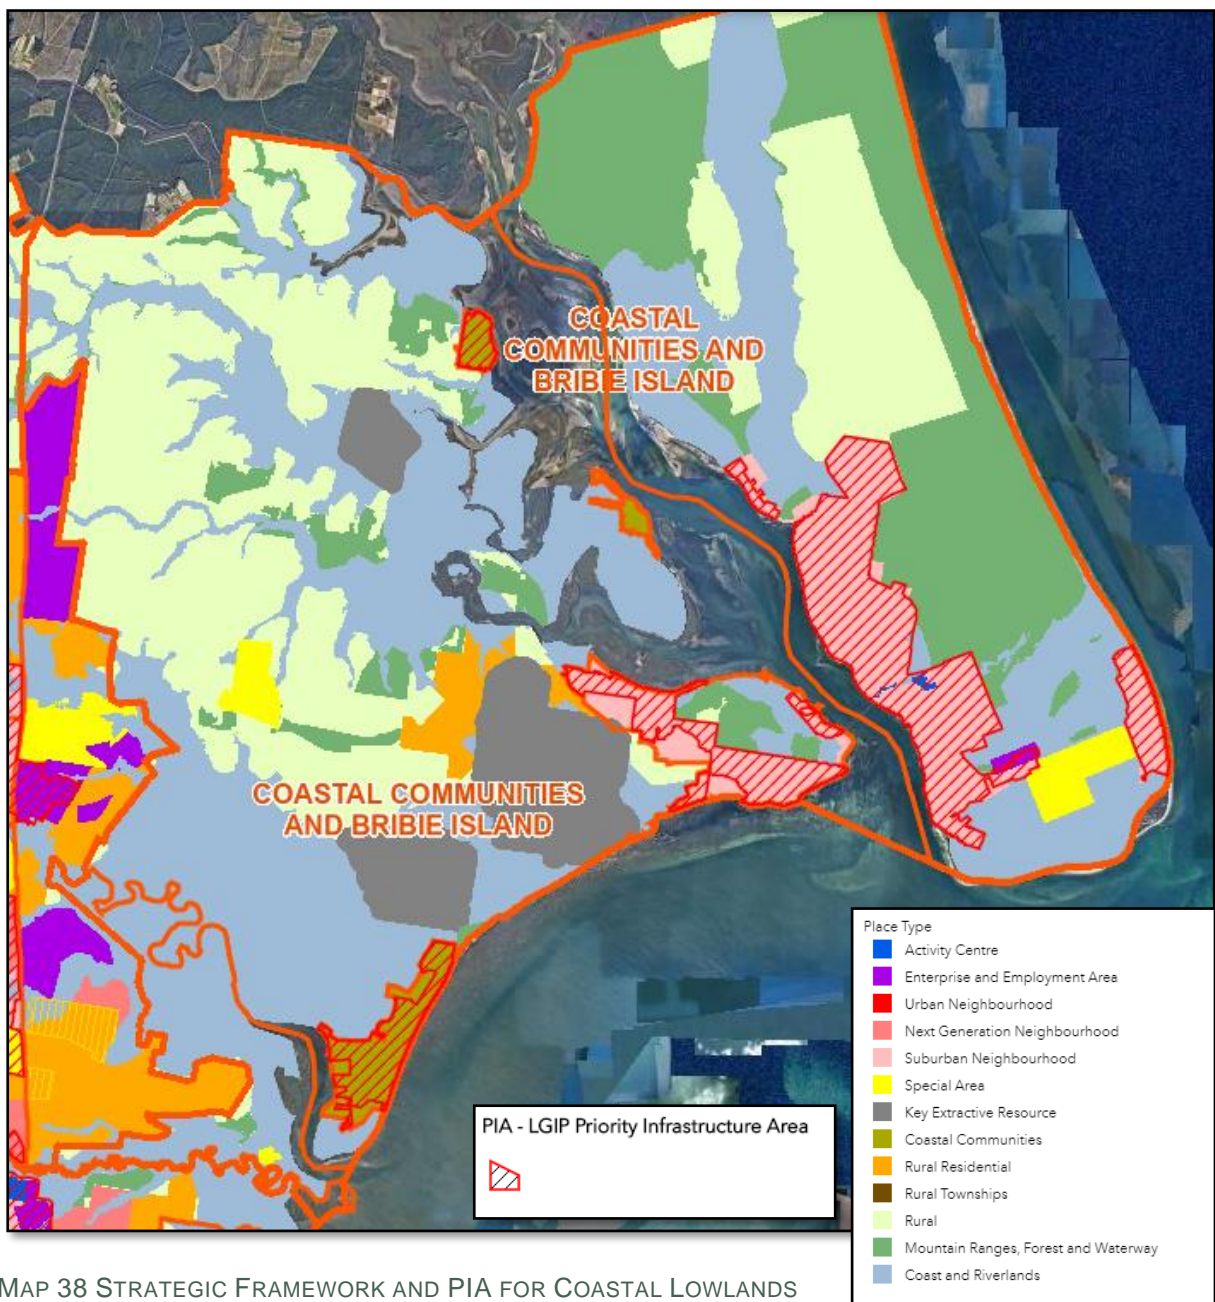 COASTAL
COMMUNITIES AND
BRIBIE ISLAND
COASTAL COMMUNITIES
AND BRIBIE ISLAND
Place Type
Activity Centre
Enterprise and Employment Area
Urban Neighbourhood
Next Generation Neighbourhood
Suburban Neighbourhood
Special Area
Key Extractive Resource
Coastal Communities
Rural Residential
Rural Townships
Rural
Mountain Ranges, Forest and Waterway
Coast and Riverlands
PIA - LGIP Priority Infrastructure Area
MAP 38 STRATEGIC FRAMEWORK AND PIA FOR COASTAL LOWLANDS